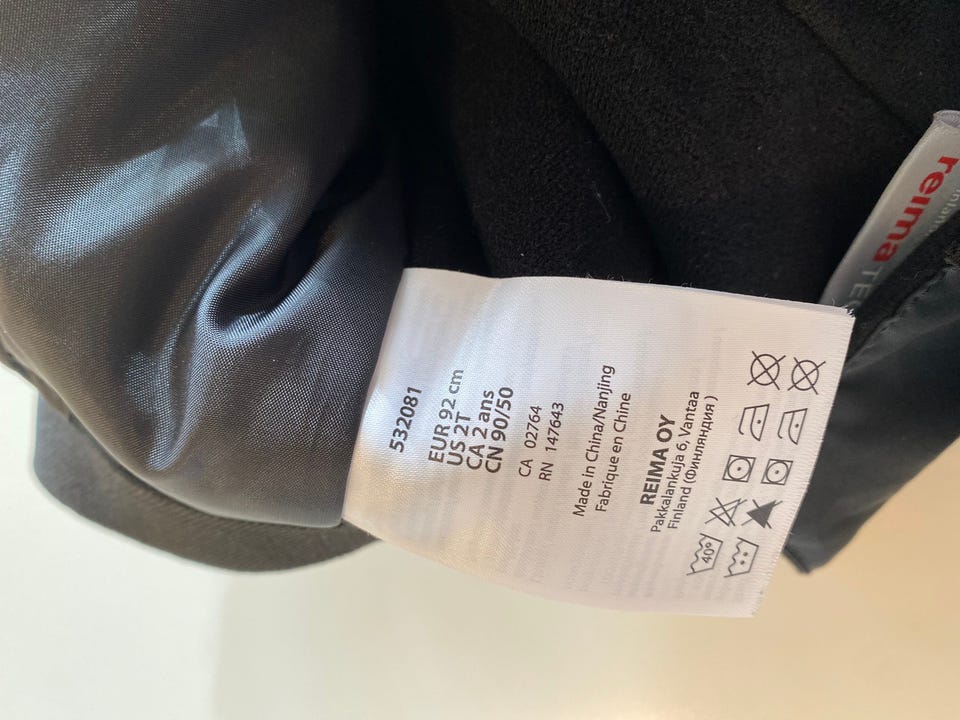 532081
EUR 92 cm
US 2T
CA 2 ans
CN 90/50
CA 02764
RN 147643
Made in China/Nanjing
Fabrique en Chine
REIMA OY
Pakkalankuja 6, Vantaa
Finland (Финляндия)
40°
reima